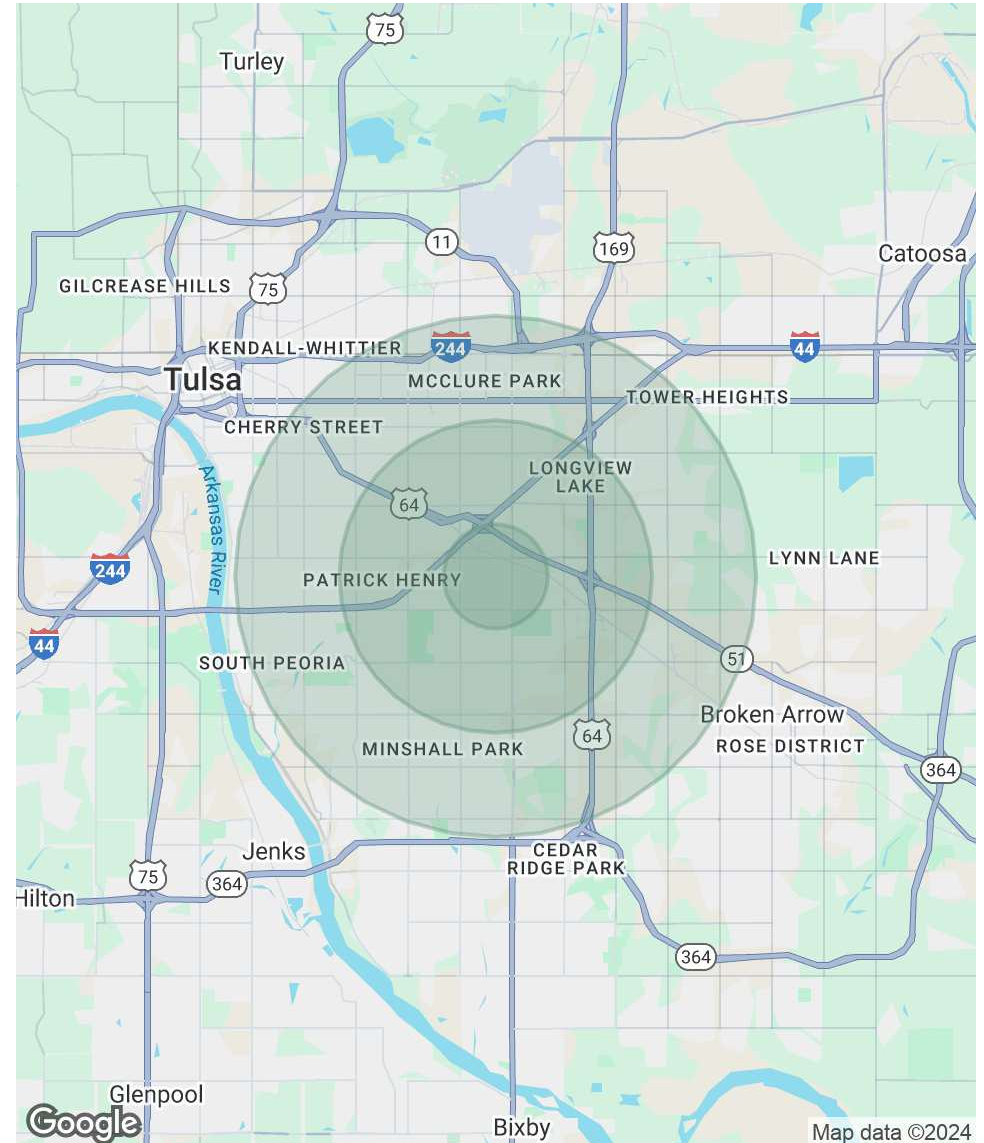 75
Turley
11
169
Catoosa
GILCREASE HILLS
75
KENDALL-WHITTIER
244
44
Tulsa
MCCLURE PARK
TOWER HEIGHTS
CHERRY STREET
LONGVIEW
LAKE
64
Arkansas River
LYNN LANE
244
PATRICK HENRY
44
SOUTH PEORIA
51
Broken Arrow
MINSHALL PARK
64
ROSE DISTRICT
364
Jenks
CEDAR
RIDGE PARK
75
364
Hilton
364
Glenpool
Google
Bixby
Map data ©2024